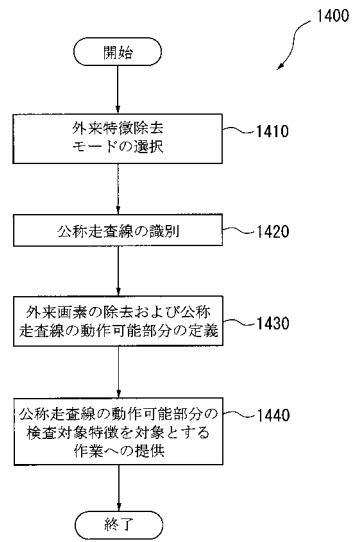 1400
開始
外来特徴除去
モードの選択
1410
公称走査線の識別
1420
外来画素の除去および公称
走査線の動作可能部分の定義
1430
公称走査線の動作可能部分の
検査対象特徴を対象とする
作業への提供
1440
終了